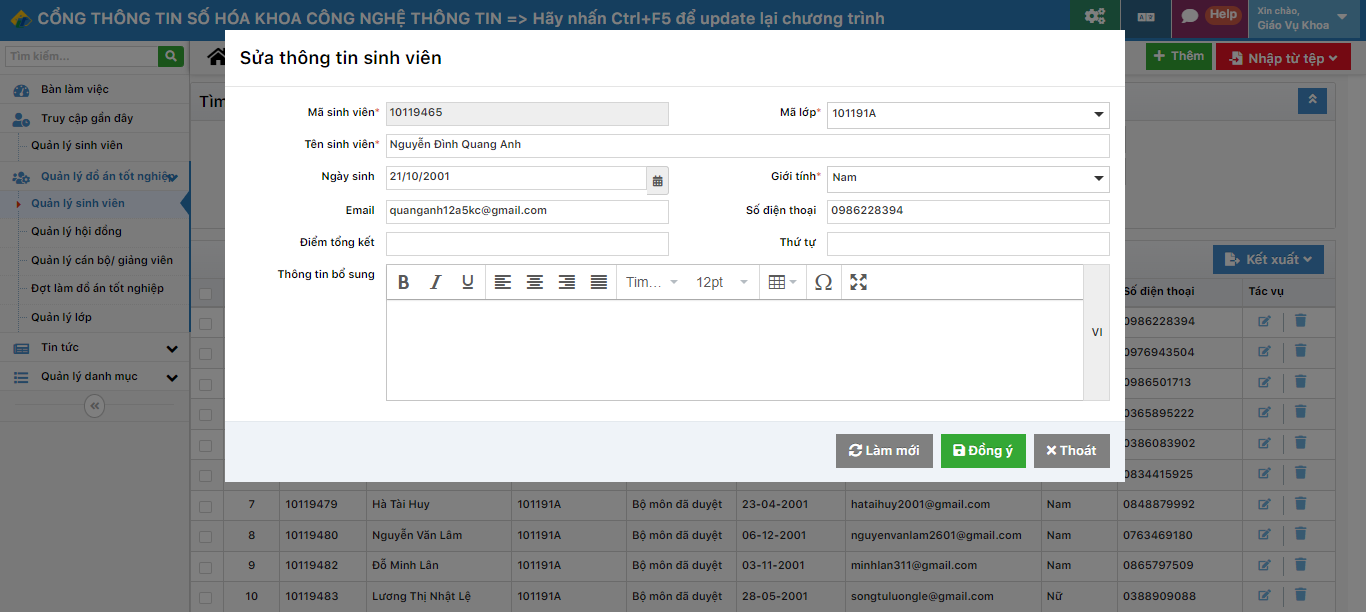 CỔNG THÔNG TIN SỐ HÓA KHOA CÔNG NGHỆ THÔNG TIN => Hãy nhấn Ctrl+F5 để update lại chương trình
Help
Xin chào,
Giáo Vụ Khoa
Tìm kiếm...
Thêm
Nhập từ tệp
Bàn làm việc
Truy cập gần đây
Quản lý sinh viên
Quản lý đồ án tốt nghiệp
Quản lý sinh viên
Quản lý hội đồng
Quản lý cán bộ/ giảng viên
Đợt làm đồ án tốt nghiệp
Quản lý lớp
Tin tức
Quản lý danh mục
Tìm
Sửa thông tin sinh viên
Mã sinh viên* 10119465 Mã lớp* 101191A
Tên sinh viên* Nguyễn Đình Quang Anh
Ngày sinh 21/10/2001 Giới tính* Nam
Email quanganh12a5kc@gmail.com Số điện thoại 0986228394
Điểm tổng kết Thứ tự
Thông tin bổ sung B I U Tim... 12pt Ω
VI
Làm mới Đồng ý Thoát
Kết xuất
Số điện thoại Tác vụ
0986228394
0976943504
0986501713
0365895222
0386083902
0834415925
7 10119479 Hà Tài Huy 101191A Bộ môn đã duyệt 23-04-2001 hataihuy2001@gmail.com Nam 0848879992
8 10119480 Nguyễn Văn Lâm 101191A Bộ môn đã duyệt 06-12-2001 nguyenvanlam2601@gmail.com Nam 0763469180
9 10119482 Đỗ Minh Lân 101191A Bộ môn đã duyệt 03-11-2001 minhlan311@gmail.com Nam 0865797509
10 10119483 Lương Thị Nhật Lệ 101191A Bộ môn đã duyệt 28-05-2001 songtuluongle@gmail.com Nữ 0388909088